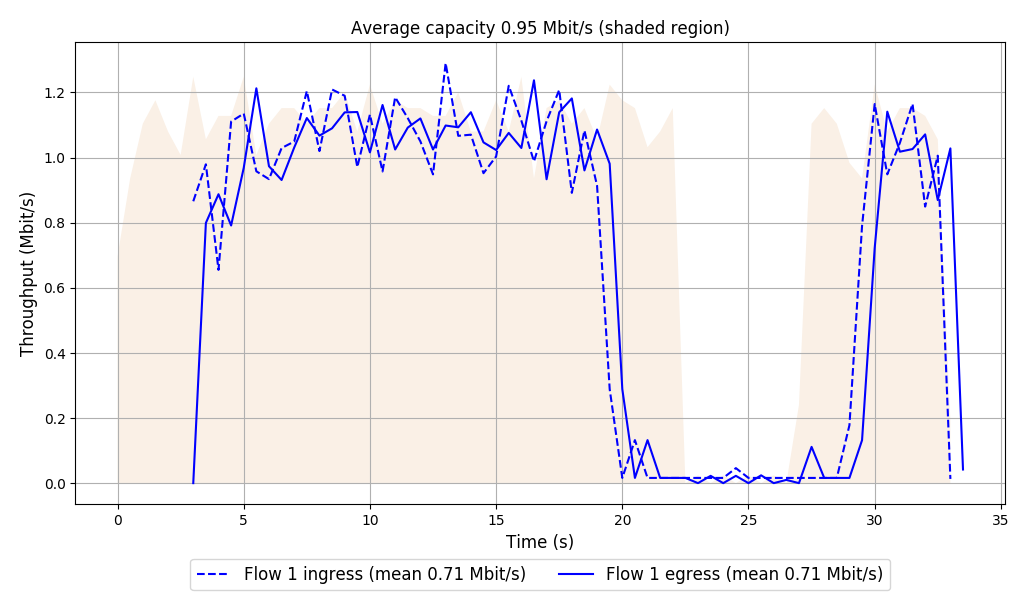 Average capacity 0.95 Mbit/s (shaded region)
Throughput (Mbit/s)
1.2
1.0
0.8
0.6
0.4
0.2
0.0
0 5 10 15 20 25 30 35
Time (s)
Flow 1 ingress (mean 0.71 Mbit/s) Flow 1 egress (mean 0.71 Mbit/s)